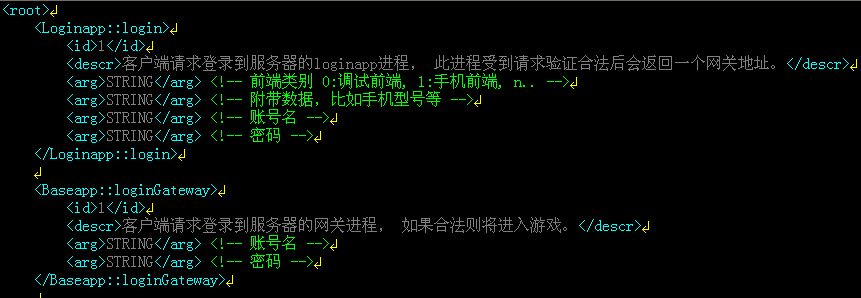 <root>
<Loginapp::login>
<id>1</id>
<descr>客户端请求登录到服务器的loginapp进程， 此进程受到请求验证合法后会返回一个网关地址。</descr>
<arg>STRING</arg> <!-- 前端类别 0:调试前端, 1:手机前端, n.. -->
<arg>STRING</arg> <!-- 附带数据，比如手机型号等 -->
<arg>STRING</arg> <!-- 账号名 -->
<arg>STRING</arg> <!-- 密码 -->
</Loginapp::login>
<Baseapp::loginGateway>
<id>1</id>
<descr>客户端请求登录到服务器的网关进程， 如果合法则将进入游戏。</descr>
<arg>STRING</arg> <!-- 账号名 -->
<arg>STRING</arg> <!-- 密码 -->
</Baseapp::loginGateway>